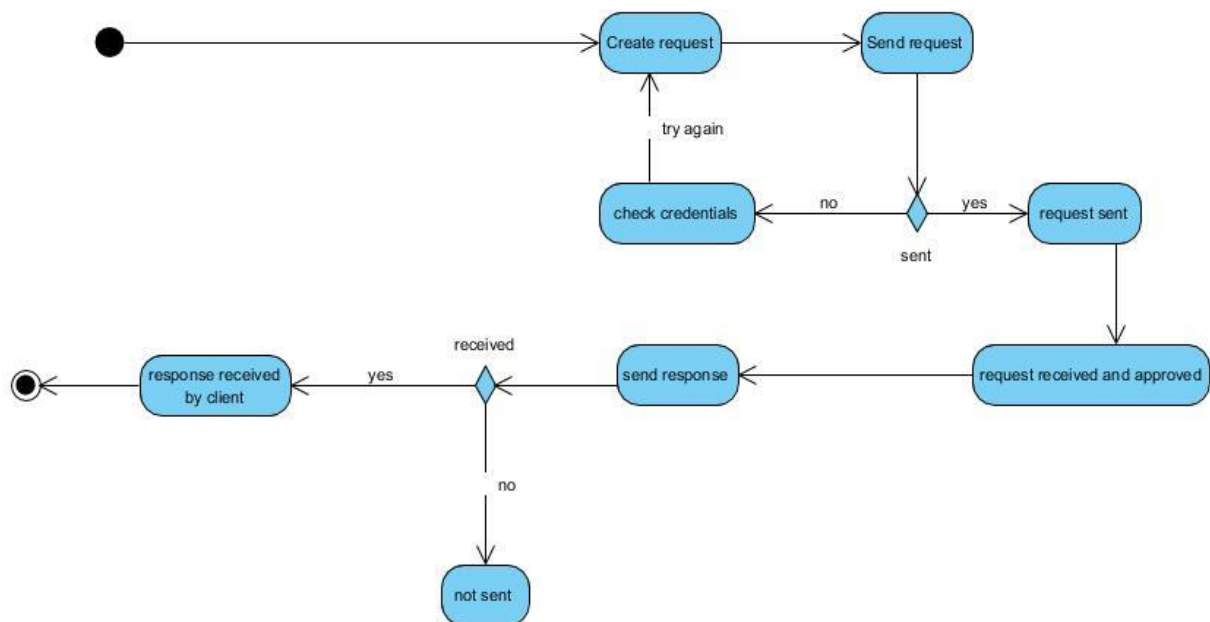 Create request
Send request
try again
check credentials
no
yes
request sent
sent
received
response received
by client
yes
send response
request received and approved
no
not sent